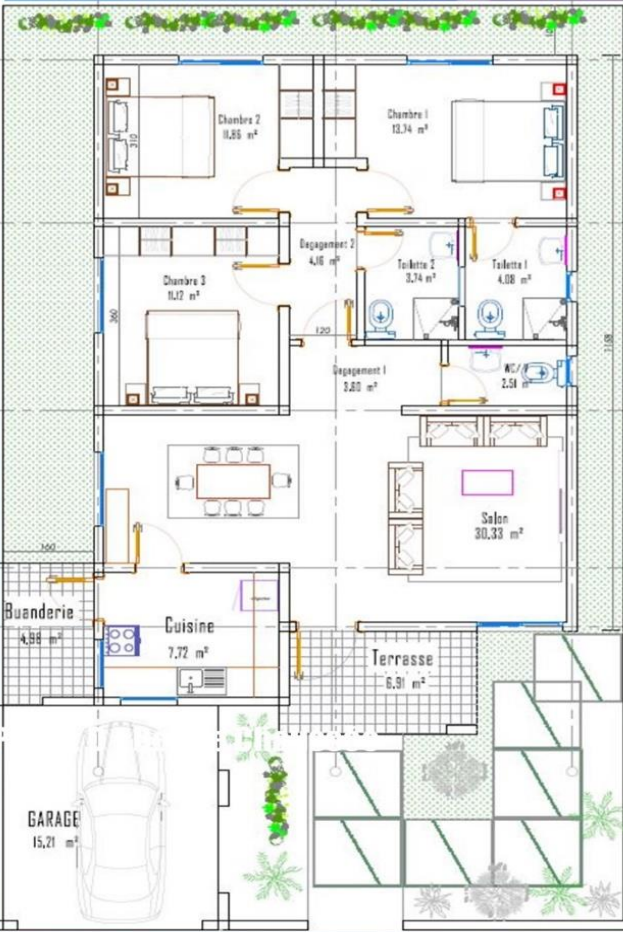 Chambre 2
11.86 m²
Chambre 1
13.74 m²
310
Degagement 2
4.16 m²
Toilette 2
3.74 m²
Toilette 1
4.08 m²
Chambre 3
11.12 m²
360
120
Degagement 1
3.80 m²
WC/
2.51 m²
1158
Salon
30.33 m²
160
Buanderie
4.98 m²
Cuisine
7.72 m²
Terrasse
6.91 m²
GARAGE
15,21 m²